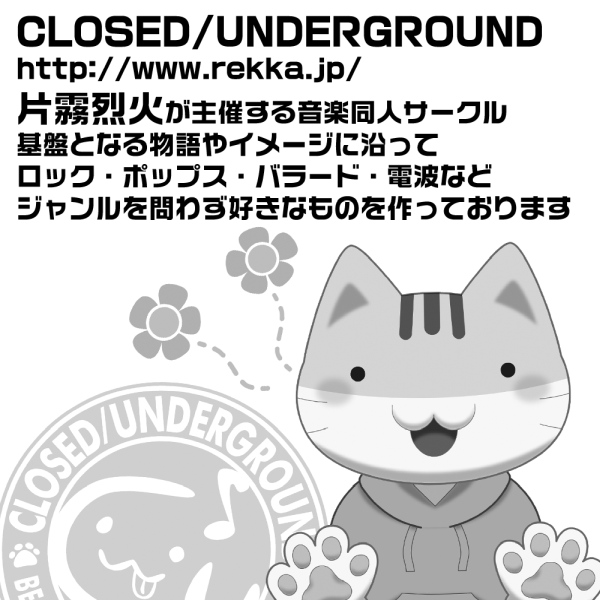 CLOSED/UNDERGROUND
http://www.rekka.jp/
片霧烈火が主催する音楽同人サークル
基盤となる物語やイメージに沿って
ロック・ポップス・バラード・電波など
ジャンルを問わず好きなものを作っております
CLOSED/UNDERGROUND